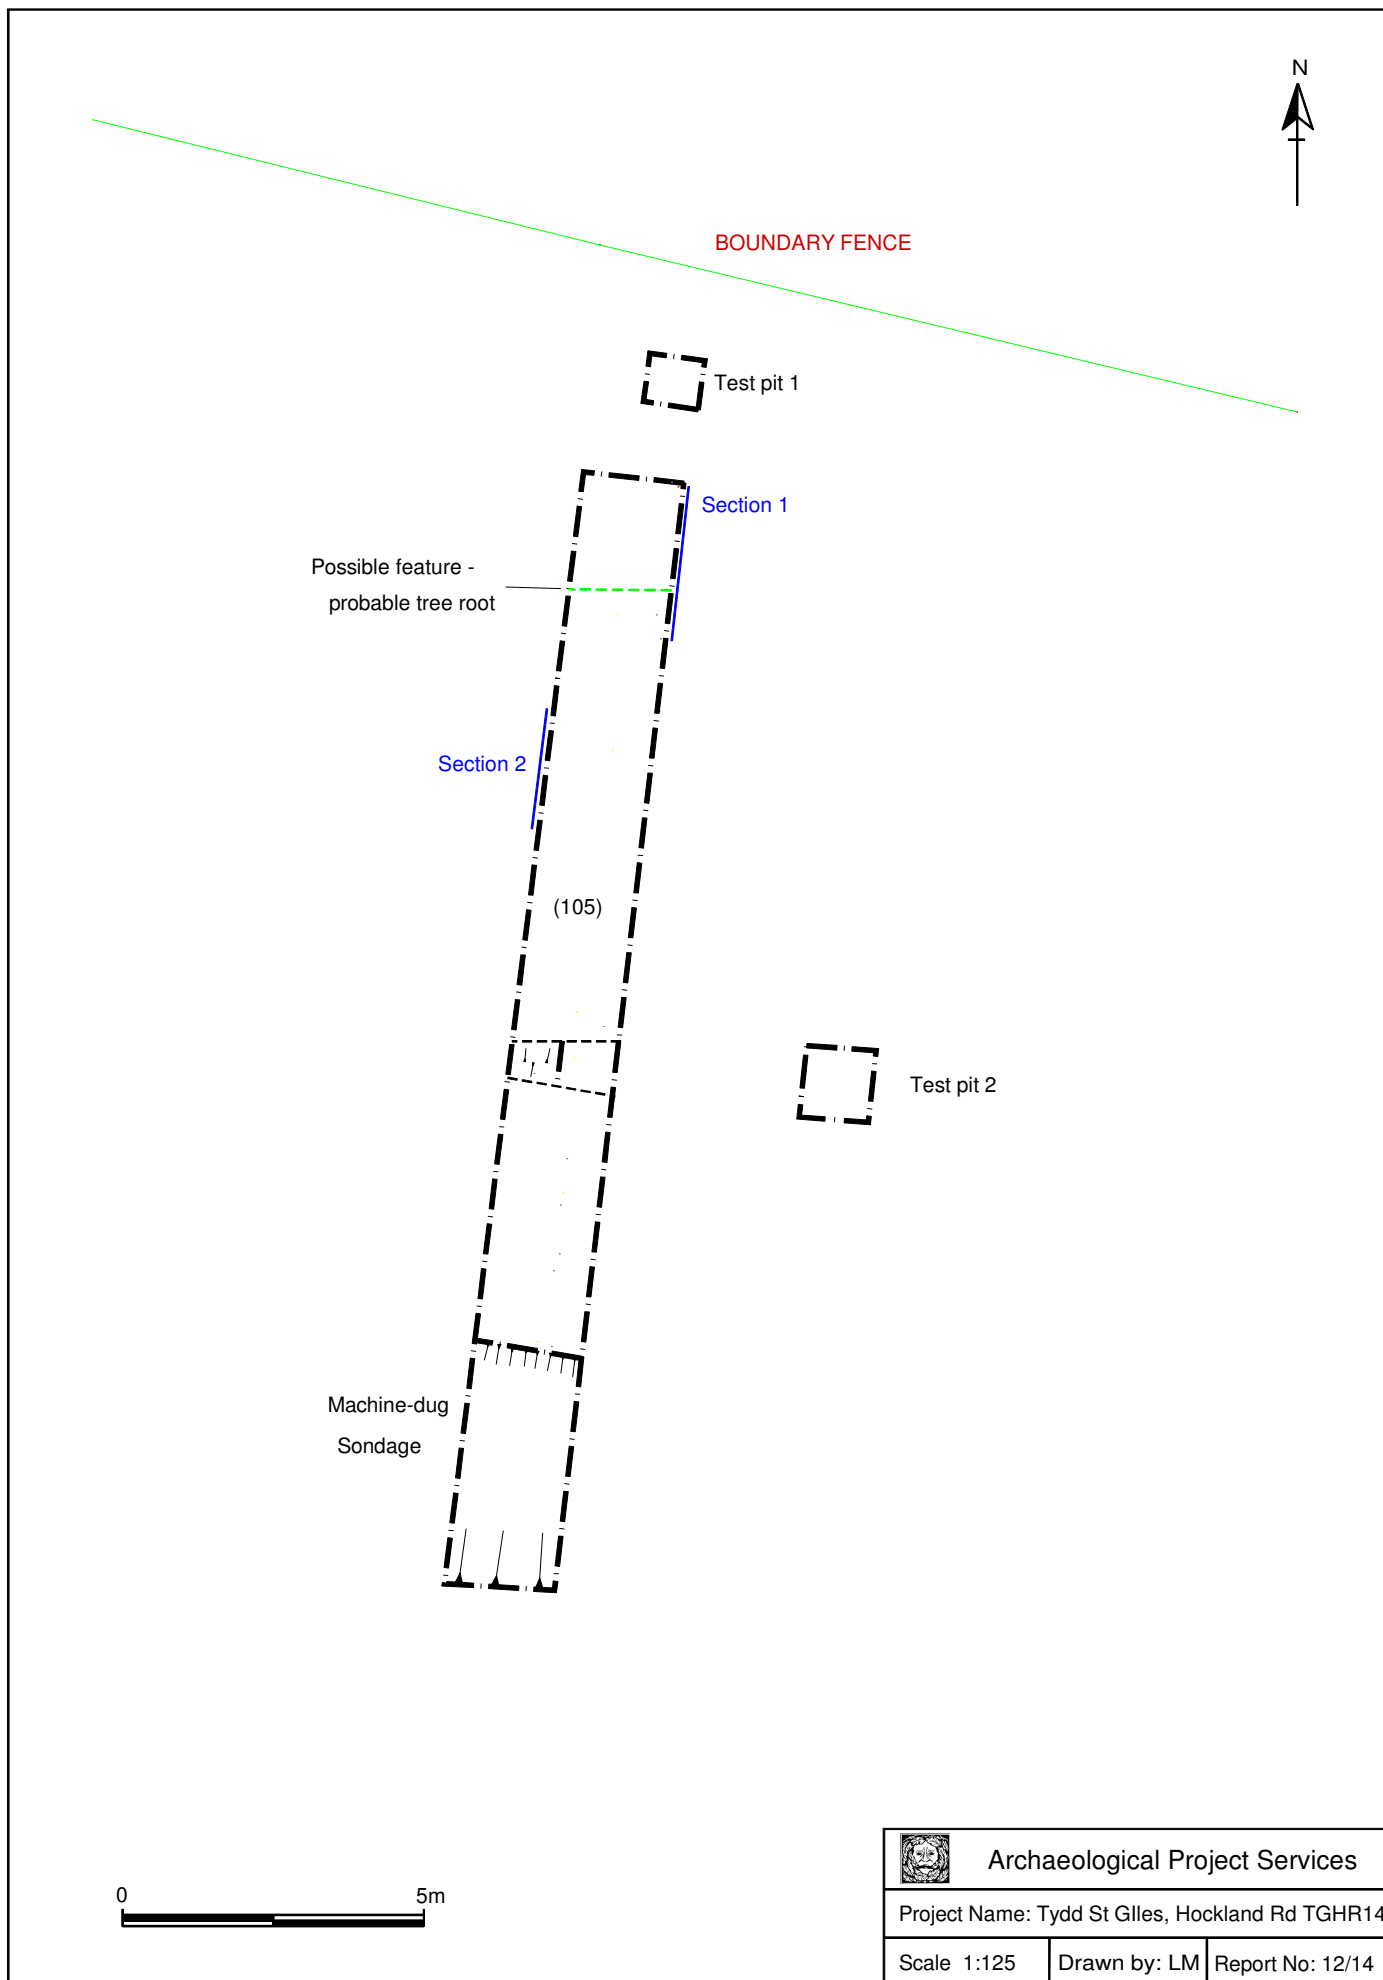 N
BOUNDARY FENCE
Test pit 1
Section 1
Possible feature -
probable tree root
Section 2
(105)
Test pit 2
Machine-dug
Sondage
0 5m
Archaeological Project Services
Project Name: Tydd St GIles, Hockland Rd TGHR14
Scale 1:125 Drawn by: LM Report No: 12/14